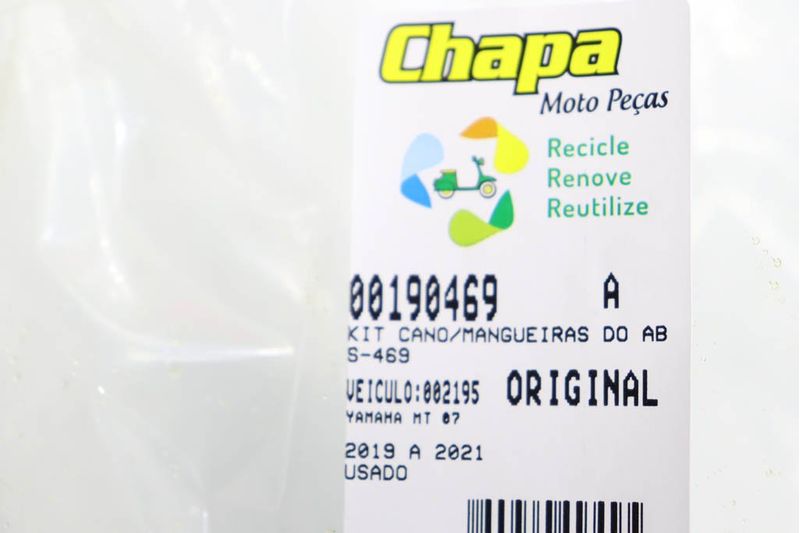 Chapa
Moto Peças
Recicle
Renove
Reutilize
00190469 A
KIT CANO/MANGUEIRAS DO AB
S-469
VEICULO:002195 ORIGINAL
YAMAHA MT 07
2019 A 2021
USADO